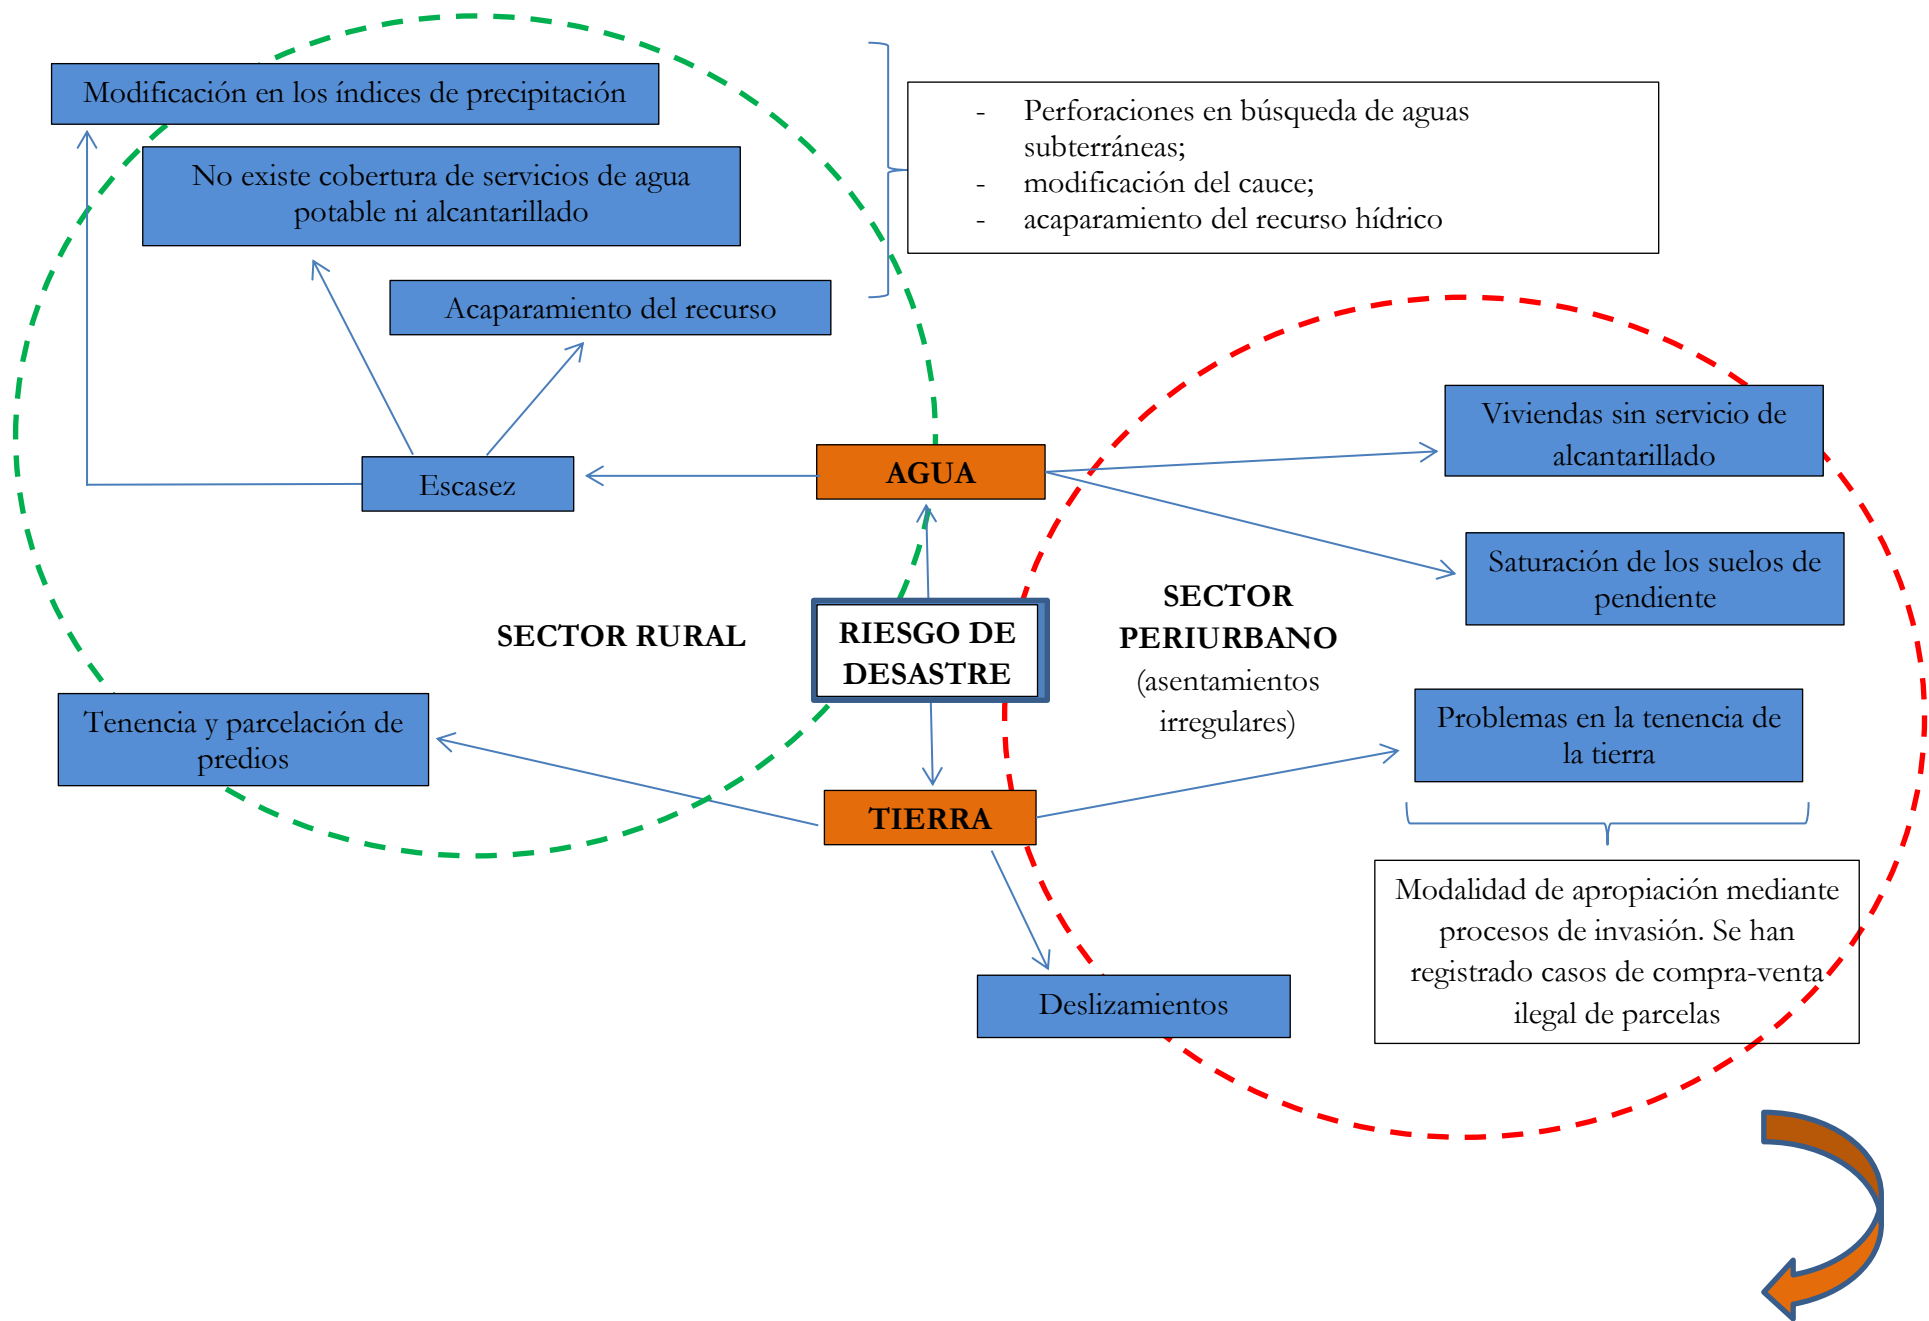 Modificación en los índices de precipitación
No existe cobertura de servicios de agua
potable ni alcantarillado
Acaparamiento del recurso
- Perforaciones en búsqueda de aguas
subterráneas;
- modificación del cauce;
- acaparamiento del recurso hídrico
Escasez
AGUA
Viviendas sin servicio de
alcantarillado
Saturación de los suelos de
pendiente
SECTOR RURAL
RIESGO DE
DESASTRE
SECTOR
PERIURBANO
(asentamientos
irregulares)
Tenencia y parcelación de
predios
TIERRA
Problemas en la tenencia de
la tierra
Modalidad de apropiación mediante
procesos de invasión. Se han
registrado casos de compra-venta
ilegal de parcelas
Deslizamientos